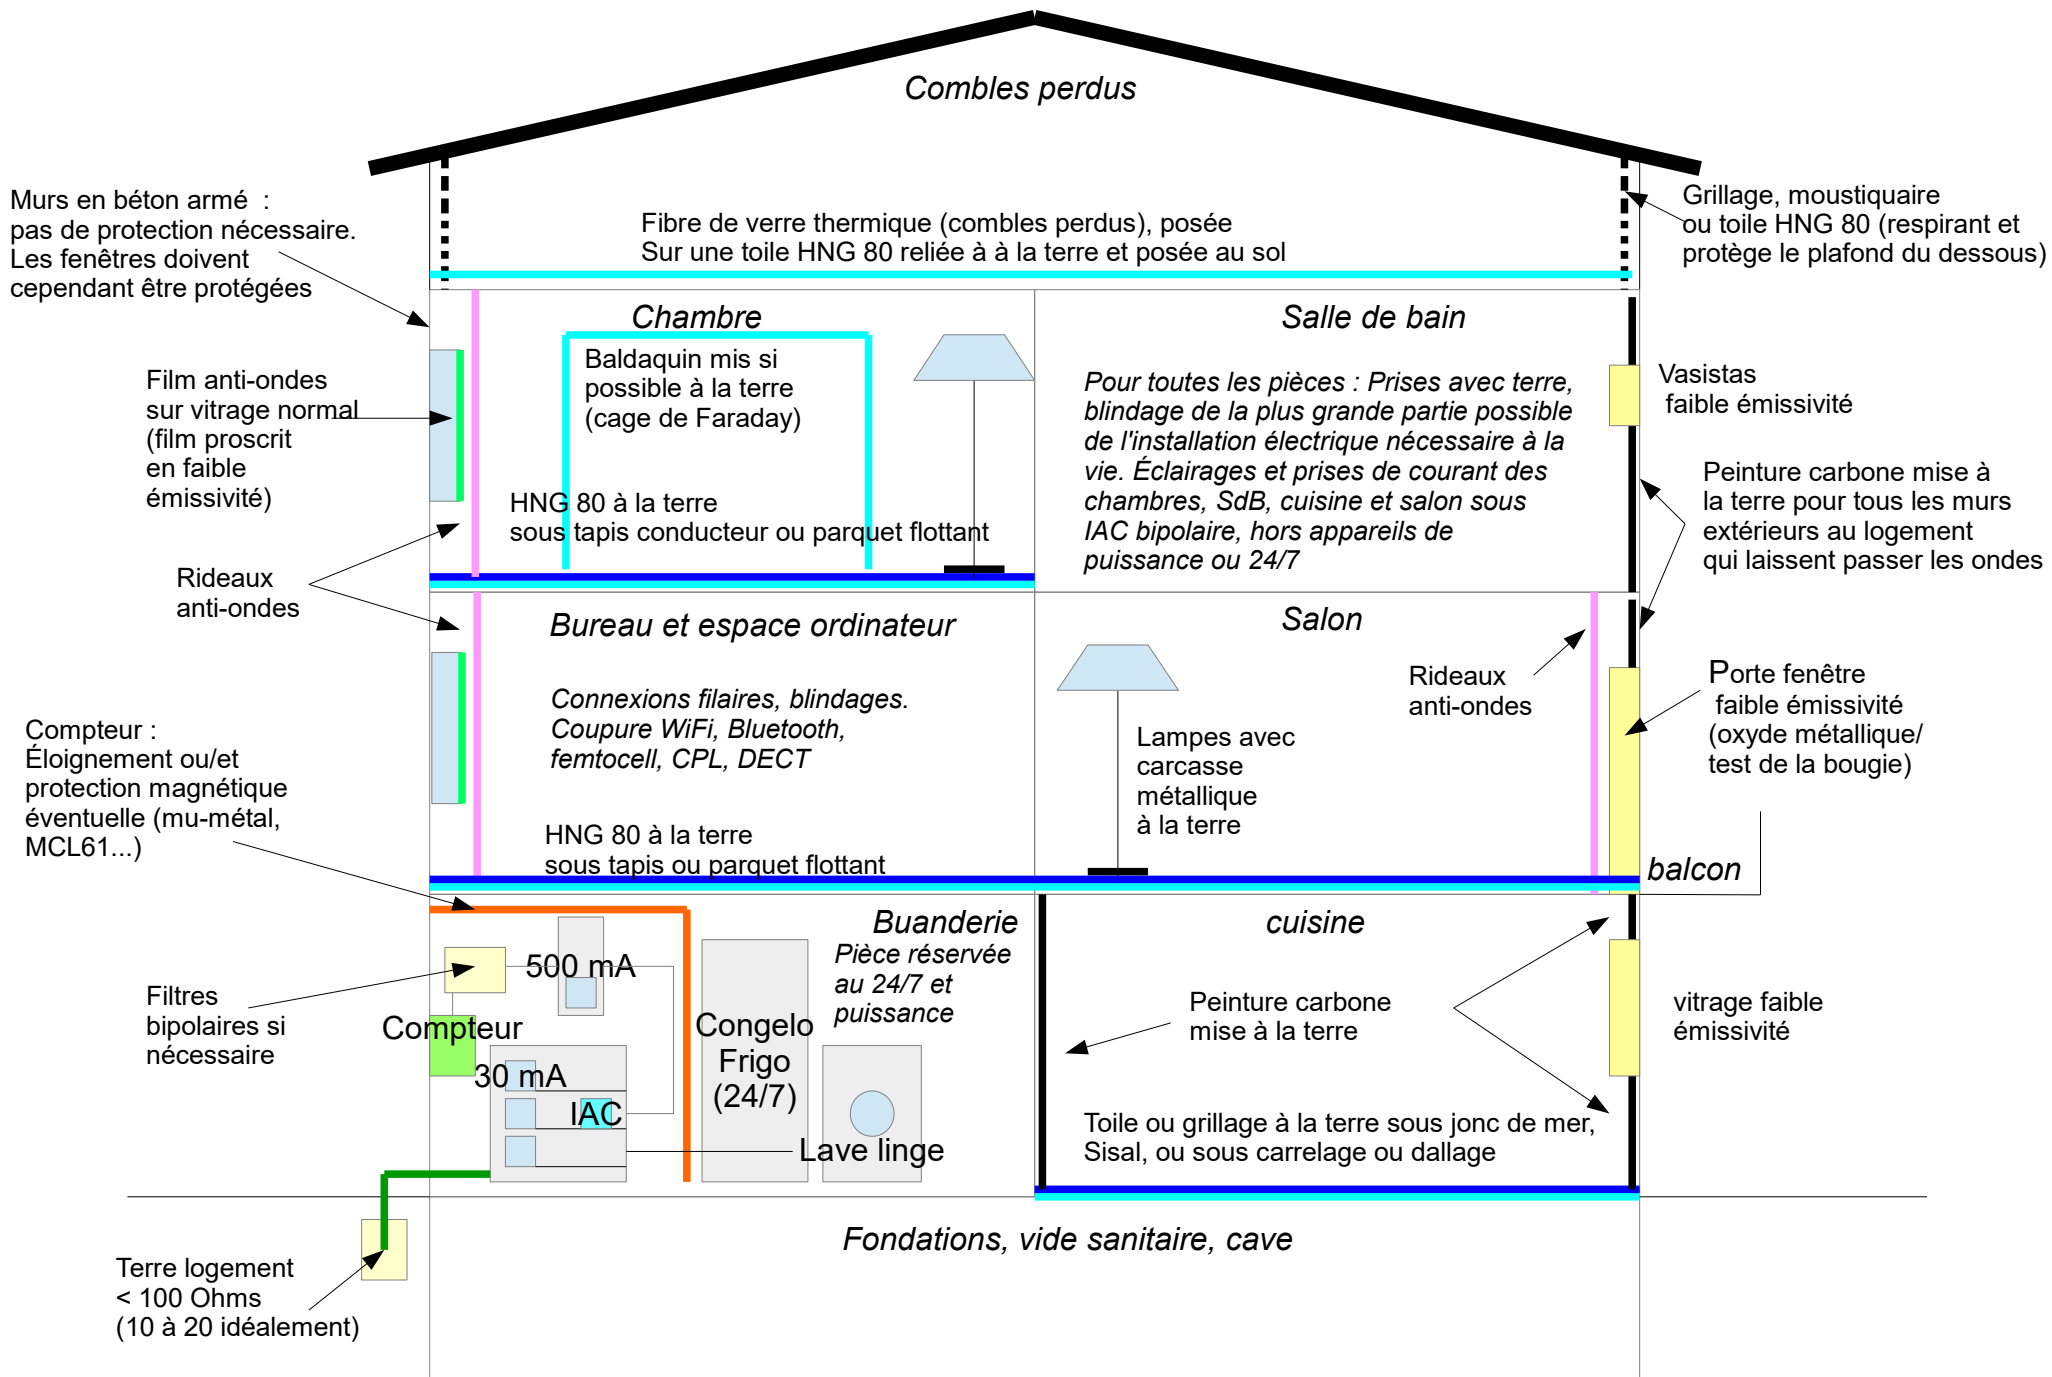 Combles perdus
Murs en béton armé :
pas de protection nécessaire.
Les fenêtres doivent
cependant être protégées
Fibre de verre thermique (combles perdus), posée
Sur une toile HNG 80 reliée à à la terre et posée au sol
Grillage, moustiquaire
ou toile HNG 80 (respirant et
protège le plafond du dessous)
Chambre
Baldaquin mis si
possible à la terre
(cage de Faraday)
HNG 80 à la terre
sous tapis conducteur ou parquet flottant
Salle de bain
Pour toutes les pièces : Prises avec terre,
blindage de la plus grande partie possible
de l'installation électrique nécessaire à la
vie. Éclairages et prises de courant des
chambres, SdB, cuisine et salon sous
IAC bipolaire, hors appareils de
puissance ou 24/7
Film anti-ondes
sur vitrage normal
(film proscrit
en faible
émissivité)
Vasistas
faible émissivité
Peinture carbone mise à
la terre pour tous les murs
extérieurs au logement
qui laissent passer les ondes
Rideaux
anti-ondes
Bureau et espace ordinateur
Connexions filaires, blindages.
Coupure WiFi, Bluetooth,
femtocell, CPL, DECT
HNG 80 à la terre
sous tapis ou parquet flottant
Salon
Lampes avec
carcasse
métallique
à la terre
Rideaux
anti-ondes
Porte fenêtre
faible émissivité
(oxyde métallique/
test de la bougie)
balcon
Compteur :
Éloignement ou/et
protection magnétique
éventuelle (mu-métal,
MCL61...)
Buanderie
Pièce réservée
au 24/7 et
puissance
500 mA
Compteur
30 mA
IAC
Congelo
Frigo
(24/7)
Lave linge
Filtres
bipolaires si
nécessaire
cuisine
Peinture carbone
mise à la terre
Toile ou grillage à la terre sous jonc de mer,
Sisal, ou sous carrelage ou dallage
vitrage faible
émissivité
Fondations, vide sanitaire, cave
Terre logement
< 100 Ohms
(10 à 20 idéalement)